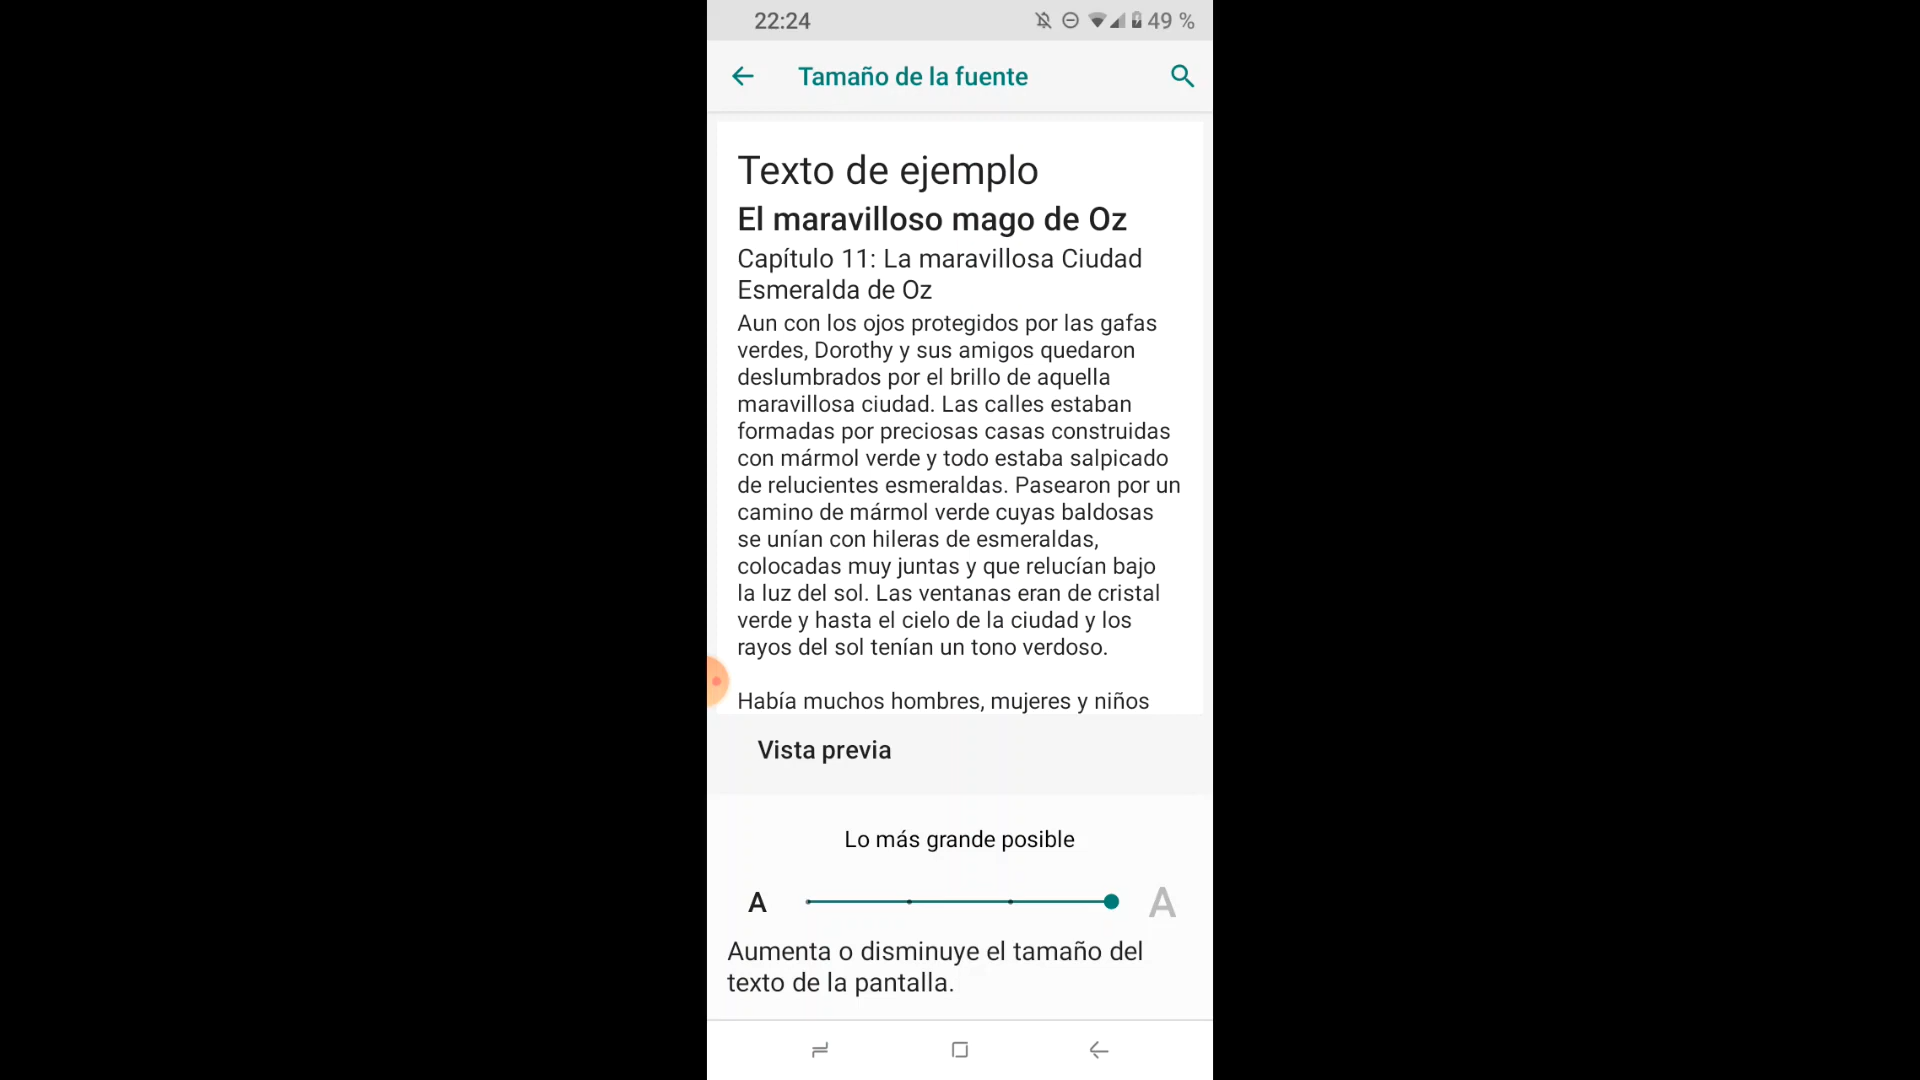 22:24
49 %
Tamaño de la fuente
Texto de ejemplo
El maravilloso mago de Oz
Capítulo 11: La maravillosa Ciudad
Esmeralda de Oz
Aun con los ojos protegidos por las gafas
verdes, Dorothy y sus amigos quedaron
deslumbrados por el brillo de aquella
maravillosa ciudad. Las calles estaban
formadas por preciosas casas construidas
con mármol verde y todo estaba salpicado
de relucientes esmeraldas. Pasearon por un
camino de mármol verde cuyas baldosas
se unían con hileras de esmeraldas,
colocadas muy juntas y que relucían bajo
la luz del sol. Las ventanas eran de cristal
verde y hasta el cielo de la ciudad y los
rayos del sol tenían un tono verdoso.
Había muchos hombres, mujeres y niños
Vista previa
Lo más grande posible
A A
Aumenta o disminuye el tamaño del
texto de la pantalla.